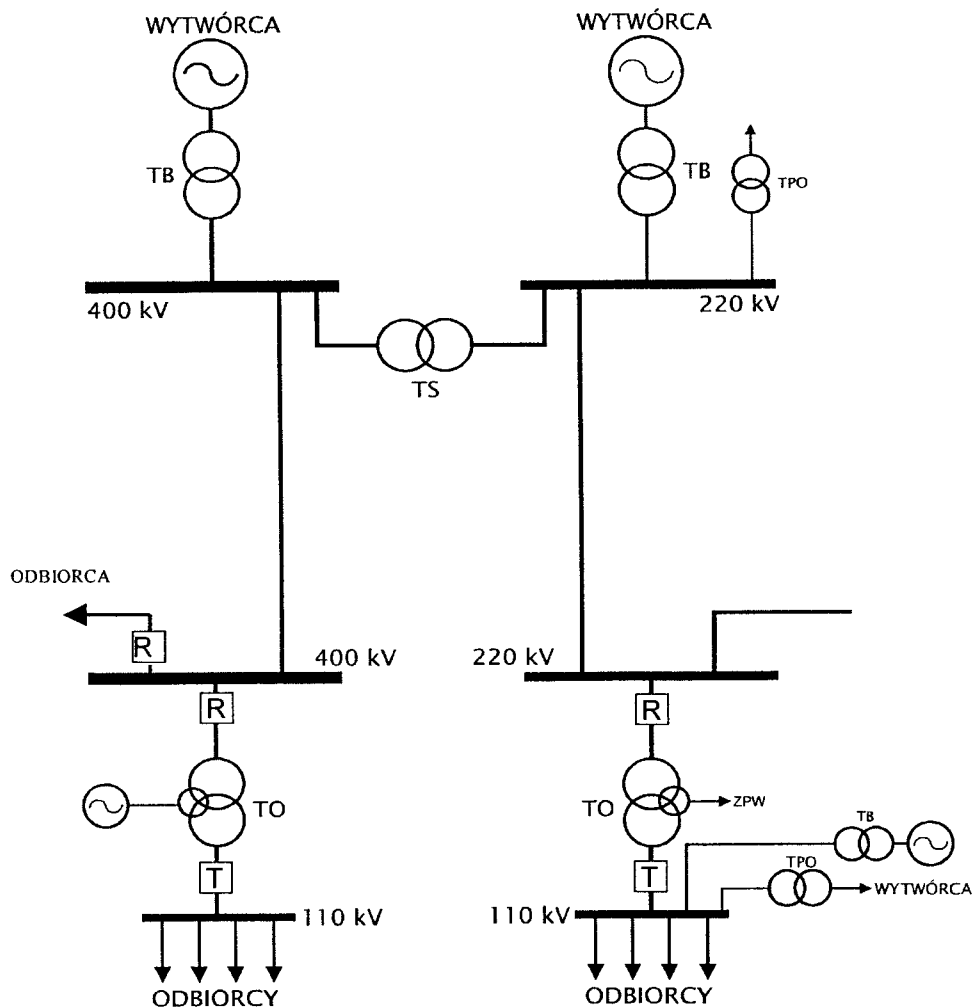 WYTWÓRCA
WYTWÓRCA
TB
TB
TPO
400 kV
220 kV
TS
ODBIORCA
R
400 kV
220 kV
R
R
TO
TO
ZPW
TB
T
T
TPO
WYTWÓRCA
110 kV
110 kV
ODBIORCY
ODBIORCY